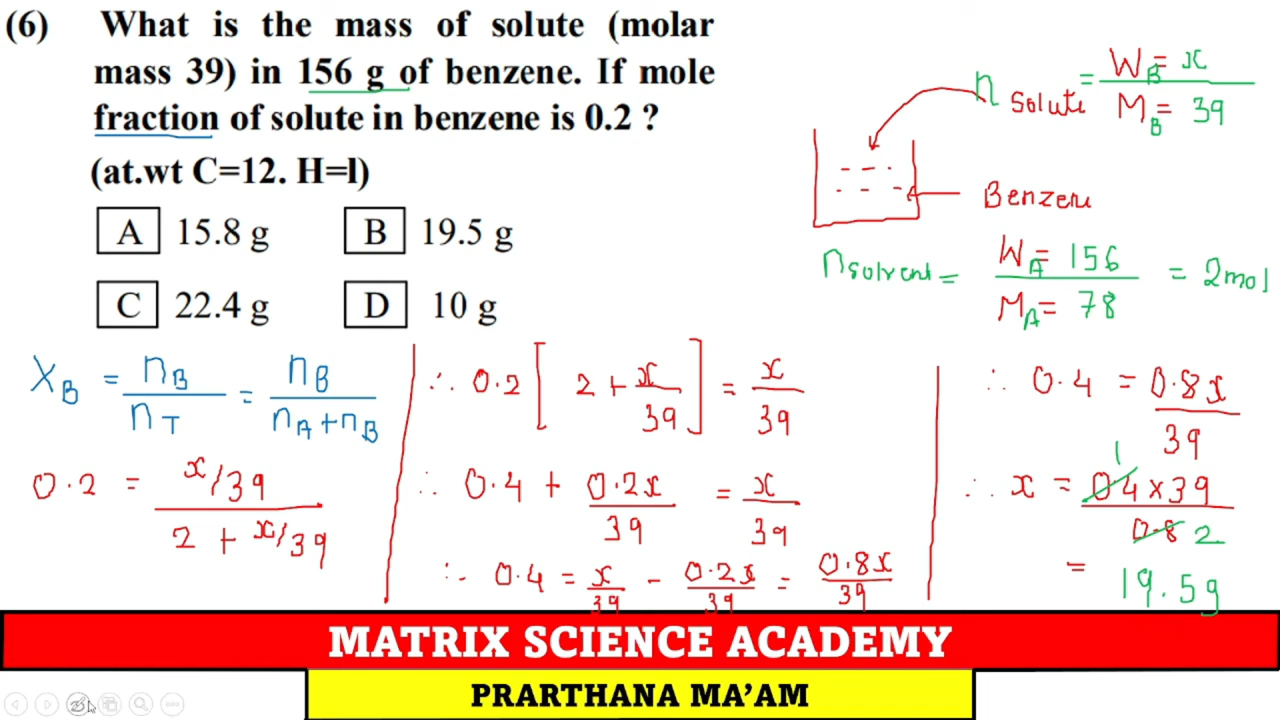 (6) What is the mass of solute (molar
mass 39) in 156 g of benzene. If mole
fraction of solute in benzene is 0.2 ?
(at.wt C=12. H=l)
A 15.8 g B 19.5 g
C 22.4 g D 10 g
n solute = W_B = x / M_B = 39
Benzene
n solvent = W_A = 156 / M_A = 78 = 2 mol
X_B = n_B / n_T = n_B / n_A + n_B
0.2 = x/39 / 2 + x/39
∴ 0.2 [ 2 + x/39 ] = x/39
∴ 0.4 + 0.2x/39 = x/39
∴ 0.4 = x/39 - 0.2x/39 = 0.8x/39
∴ 0.4 = 0.8x/39
∴ x = 0.4 × 39 / 0.8
1
2
= 19.5g
MATRIX SCIENCE ACADEMY
PRARTHANA MA’AM